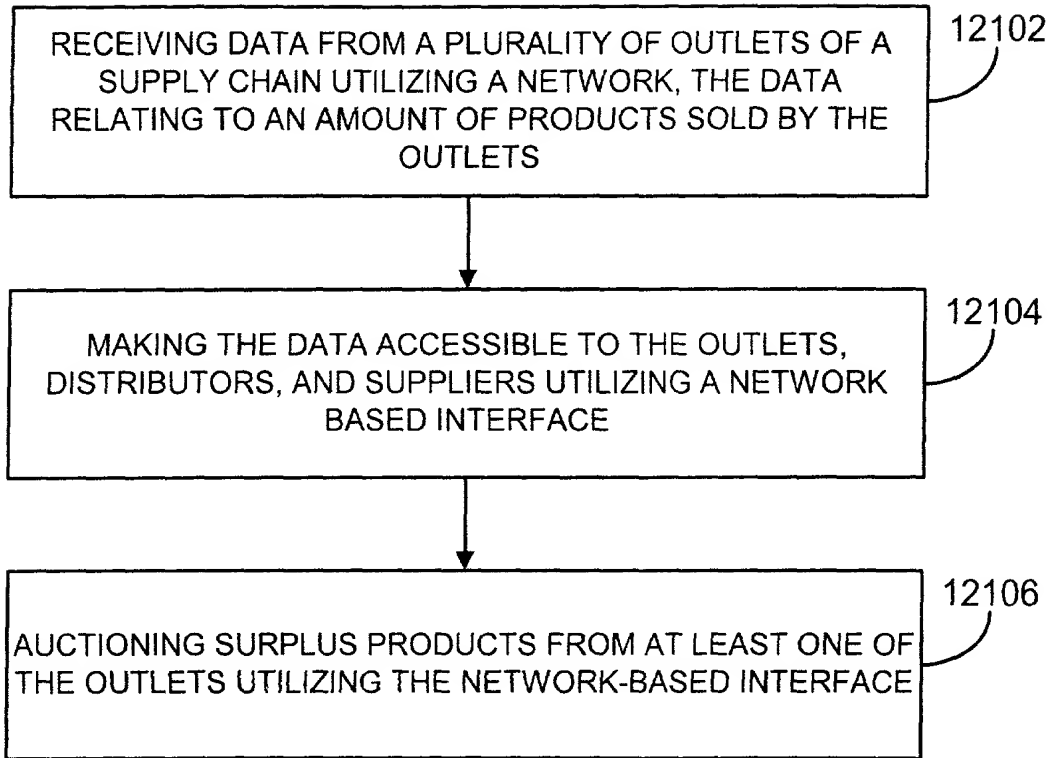 RECEIVING DATA FROM A PLURALITY OF OUTLETS OF A
SUPPLY CHAIN UTILIZING A NETWORK, THE DATA
RELATING TO AN AMOUNT OF PRODUCTS SOLD BY THE
OUTLETS
12102
MAKING THE DATA ACCESSIBLE TO THE OUTLETS,
DISTRIBUTORS, AND SUPPLIERS UTILIZING A NETWORK
BASED INTERFACE
12104
AUCTIONING SURPLUS PRODUCTS FROM AT LEAST ONE OF
THE OUTLETS UTILIZING THE NETWORK-BASED INTERFACE
12106